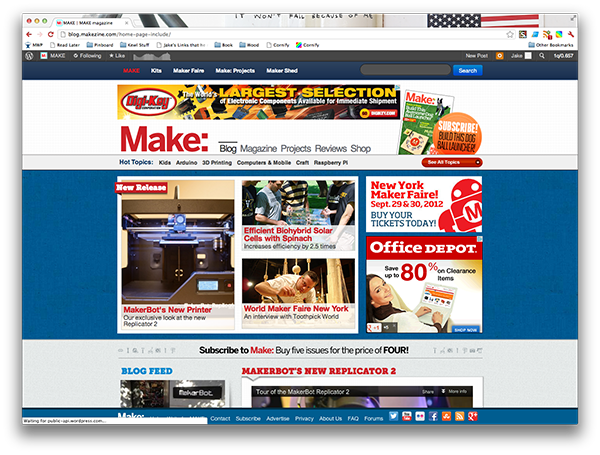 IT WON'T FAIL BECAUSE OF ME
MAKE | MAKE magazine
blog.makezine.com/home-page-include/
M@P Read Later Pinboard Keel Stuff Jake's Links that I Book Wood Comify Comify Other Bookmarks
MAKE New Post Jake
MAKE Kits Maker Faire Make: Projects Maker Shed Search
Digi-Key CORPORATION The World's LARGEST SELECTION
of Electronic Components Available for Immediate Shipment
DIGIKEY.COM
Make:
Make: Blog Magazine Projects Reviews Shop
SUBSCRIBE!
BUILD THIS DOG
BALL LAUNCHER!
Hot Topics: Kids Arduino 3D Printing Computers & Mobile Craft Raspberry Pi See All Topics
New Release
MakerBot's New Printer
Our exclusive look at the new
Replicator 2
Efficient Biohybrid Solar
Cells with Spinach
Increases efficiency by 2.5 times
World Maker Faire New York
An interview with Toothpick World
New York
Maker Faire!
Sept. 29 & 30, 2012
BUY YOUR
TICKETS TODAY!
Office DEPOT
Save
up to 80% on Clearance
Items
+1 +5
SHOP NOW
Subscribe to Make: Buy five issues for the price of FOUR!
BLOG FEED
MakerBot
MAKERBOT'S NEW REPLICATOR 2
Tour of the MakerBot Replicator 2 Share More info
Make: Contact Subscribe Advertise Privacy About Us FAQ Forums
Waiting for public-api.wordpress.com...